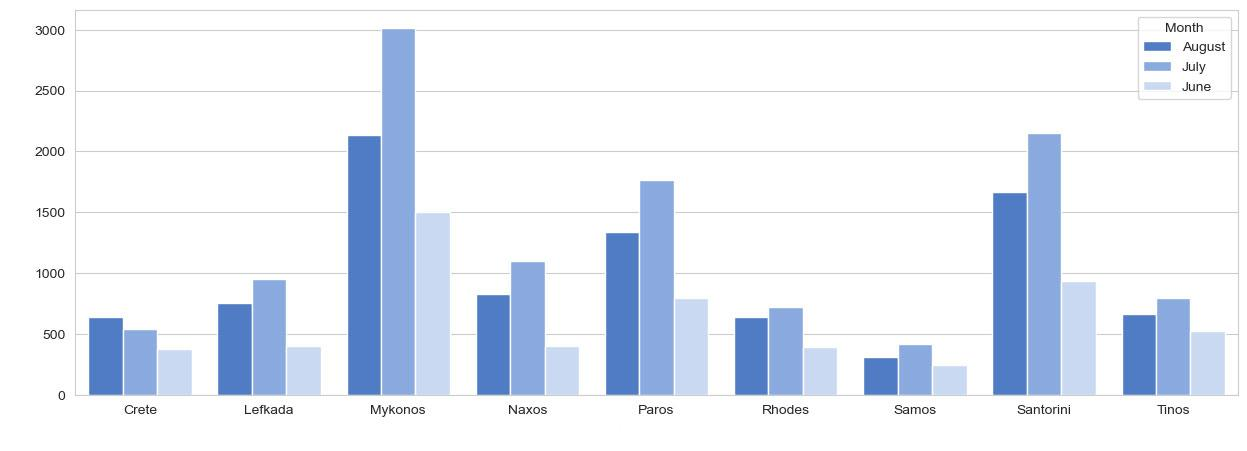 3000
2500
2000
1500
1000
500
0
Month
August
July
June
Crete Lefkada Mykonos Naxos Paros Rhodes Samos Santorini Tinos